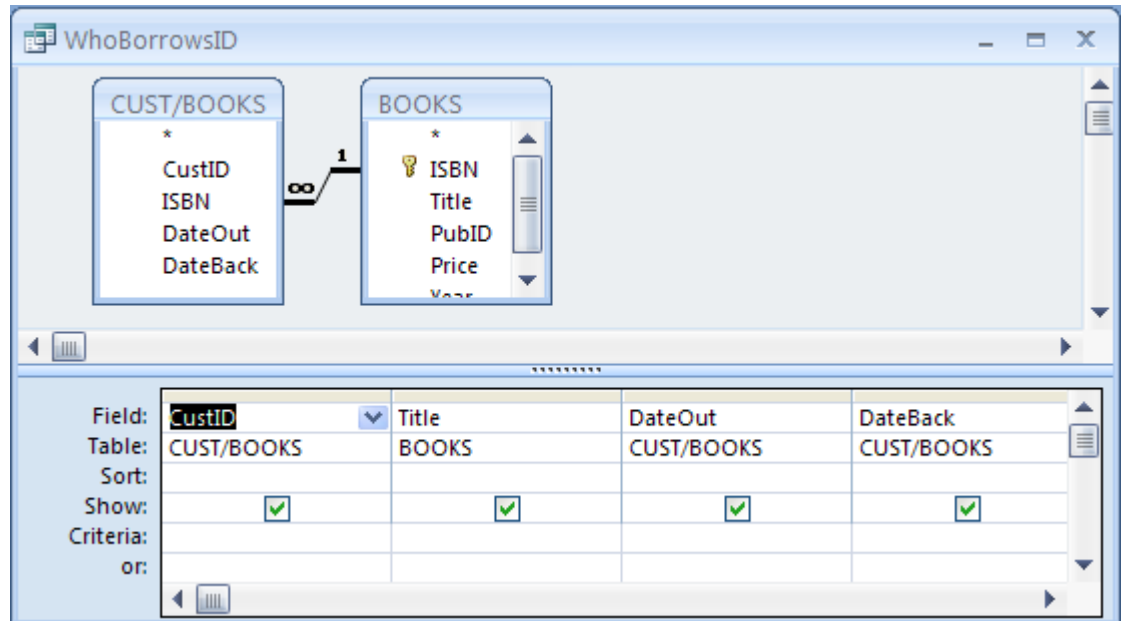 WhoBorrowsID
CUST/BOOKS
*
CustID
ISBN
DateOut
DateBack
∞ 1
BOOKS
*
ISBN
Title
PubID
Price
Year
Field: CustID Title DateOut DateBack
Table: CUST/BOOKS BOOKS CUST/BOOKS CUST/BOOKS
Sort:
Show:
Criteria:
or: